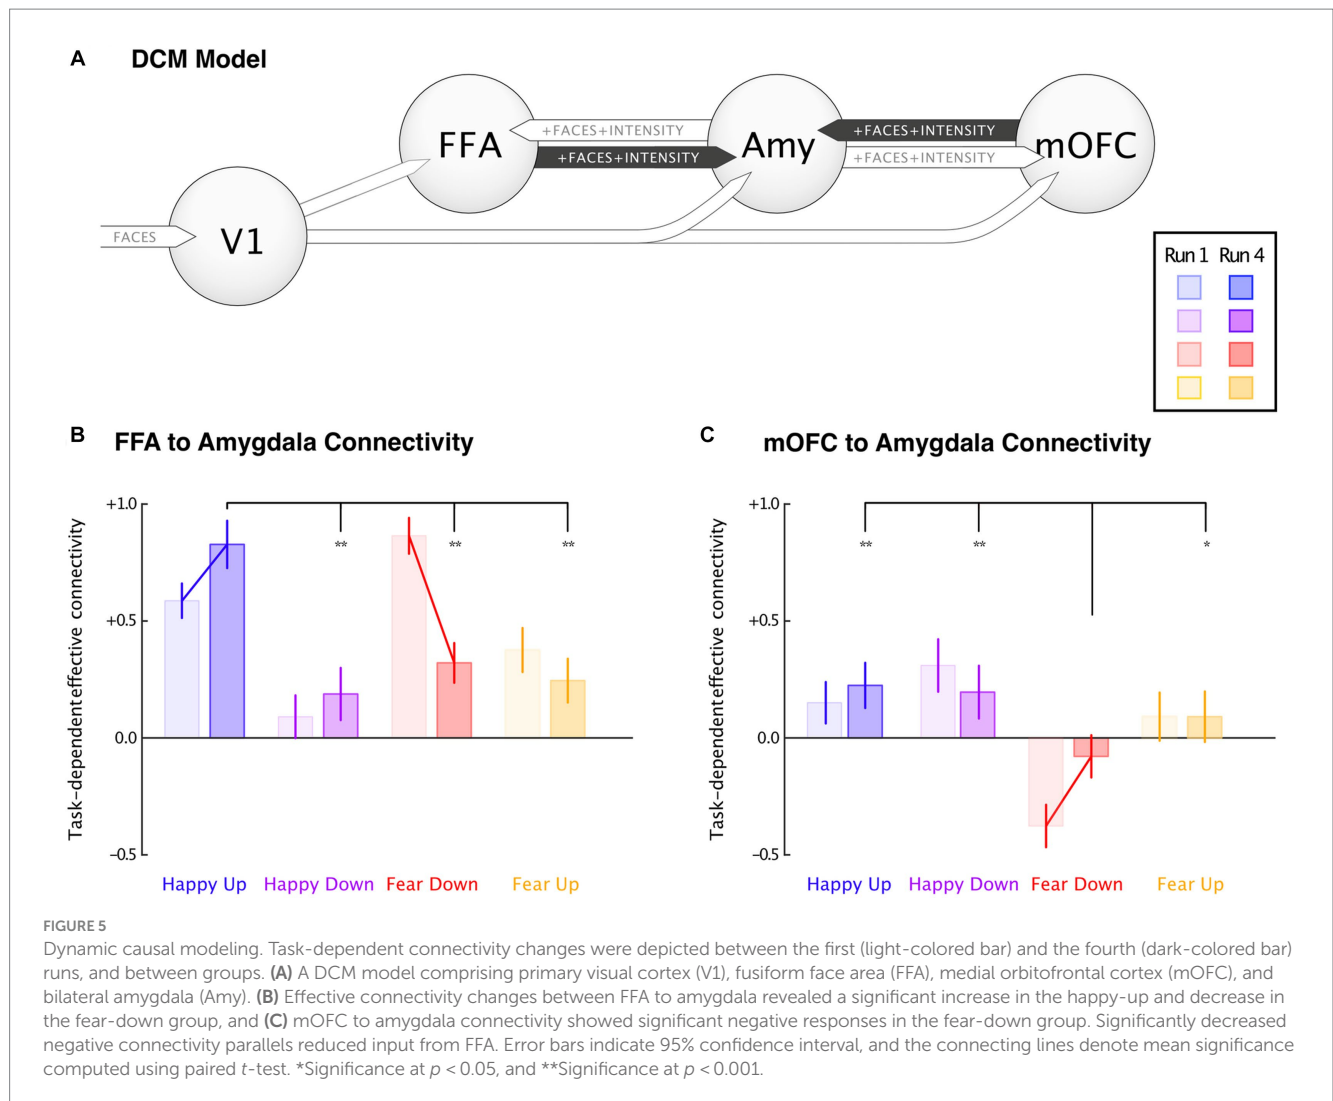 A DCM Model
FFA
+FACES+INTENSITY
+FACES+INTENSITY
Amy
+FACES+INTENSITY
+FACES+INTENSITY
mOFC
FACES
V1
Run 1 Run 4
B FFA to Amygdala Connectivity
Task-dependent effective connectivity
+1.0
+0.5
0.0
-0.5
** ** **
Happy Up Happy Down Fear Down Fear Up
C mOFC to Amygdala Connectivity
Task-dependent effective connectivity
+1.0
+0.5
0.0
-0.5
** ** *
Happy Up Happy Down Fear Down Fear Up
FIGURE 5
Dynamic causal modeling. Task-dependent connectivity changes were depicted between the first (light-colored bar) and the fourth (dark-colored bar)
runs, and between groups. (A) A DCM model comprising primary visual cortex (V1), fusiform face area (FFA), medial orbitofrontal cortex (mOFC), and
bilateral amygdala (Amy). (B) Effective connectivity changes between FFA to amygdala revealed a significant increase in the happy-up and decrease in
the fear-down group, and (C) mOFC to amygdala connectivity showed significant negative responses in the fear-down group. Significantly decreased
negative connectivity parallels reduced input from FFA. Error bars indicate 95% confidence interval, and the connecting lines denote mean significance
computed using paired t-test. *Significance at p < 0.05, and **Significance at p < 0.001.